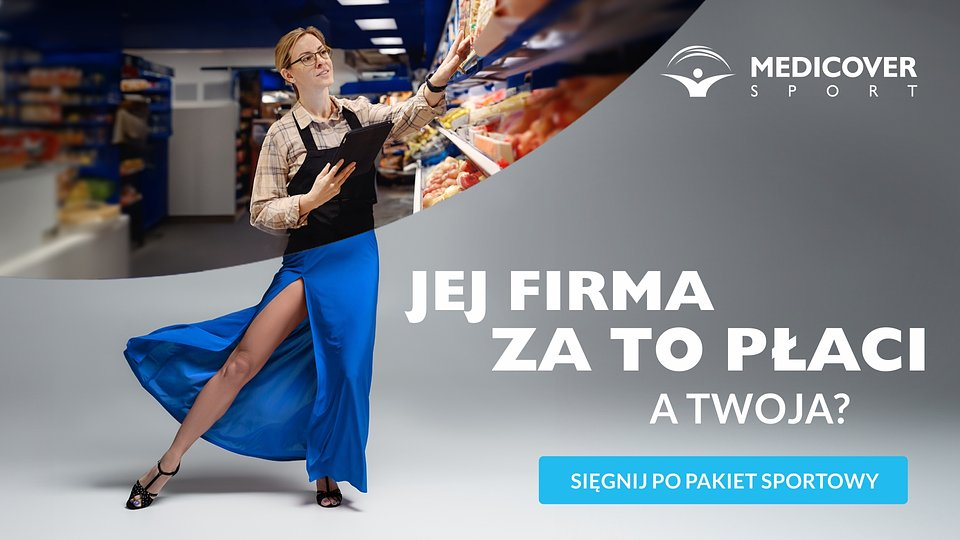 MEDICOVER
SPORT
JEJ FIRMA
ZA TO PŁACI
A TWOJA?
SIĘGNIJ PO PAKIET SPORTOWY